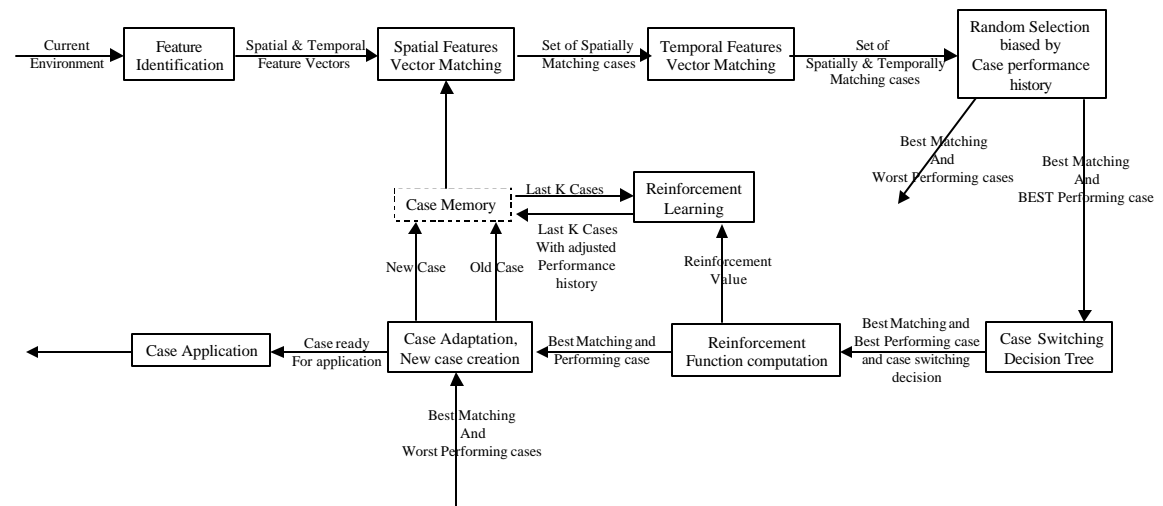 Current
Environment
Feature
Identification
Spatial & Temporal
Feature Vectors
Spatial Features
Vector Matching
Set of Spatially
Matching cases
Temporal Features
Vector Matching
Set of
Spatially & Temporally
Matching cases
Random Selection
biased by
Case performance
history
Best Matching
And
Worst Performing cases
Best Matching
And
BEST Performing case
Case Memory
Last K Cases
Reinforcement
Learning
Last K Cases
With adjusted
Performance
history
New Case
Old Case
Reinforcement
Value
Case Application
Case ready
For application
Case Adaptation,
New case creation
Best Matching and
Performing case
Reinforcement
Function computation
Best Matching and
Best Performing case
and case switching
decision
Case Switching
Decision Tree
Best Matching
And
Worst Performing cases